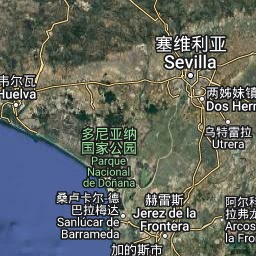 塞维利亚
Sevilla
韦尔瓦
Huelva
两姊妹镇
Dos Herm
多尼亚纳
国家公园
Parque
Nacional
de Doñana
乌特雷拉
Utrera
桑卢卡尔-德
巴拉梅达
Sanlúcar de
Barrameda
赫雷斯
Jerez de la
Frontera
阿尔科
拉弗龙
Arcos
la Fro
加的斯市